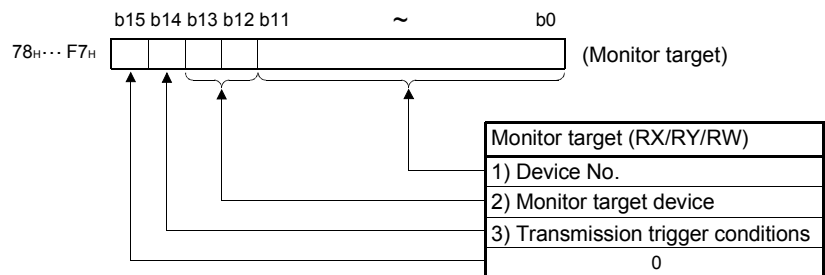 b15 b14 b13 b12 b11 ~ b0
78H··· F7H (Monitor target)
Monitor target (RX/RY/RW)
1) Device No.
2) Monitor target device
3) Transmission trigger conditions
0